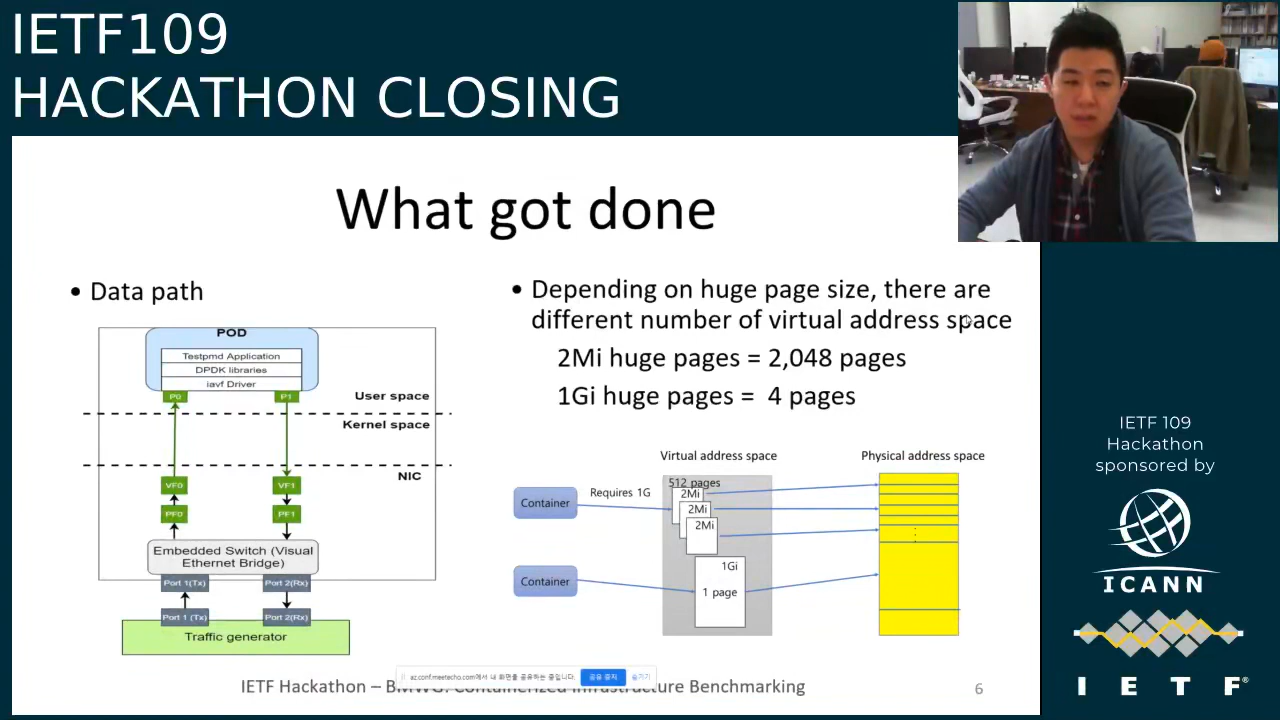 IETF109
HACKATHON CLOSING
What got done
• Data path
POD
Testpmd Application
DPDK libraries
iavf Driver
P0
P1
User space
Kernel space
NIC
VF0
VF1
PF0
PF1
Embedded Switch (Visual
Ethernet Bridge)
Port 1(Tx)
Port 2(Rx)
Port 1 (Tx)
Port 2(Rx)
Traffic generator
• Depending on huge page size, there are
different number of virtual address space
2Mi huge pages = 2,048 pages
1Gi huge pages = 4 pages
Virtual address space
Physical address space
Container
Requires 1G
512 pages
2Mi
2Mi
2Mi
Container
1Gi
1 page
az.conf.meetecho.com에서 내 화면을 공유하는 중입니다.
공유 중지
숨기기
IETF Hackathon – BMWG: Containerized Infrastructure Benchmarking
6
IETF 109
Hackathon
sponsored by
ICANN
I E T F®